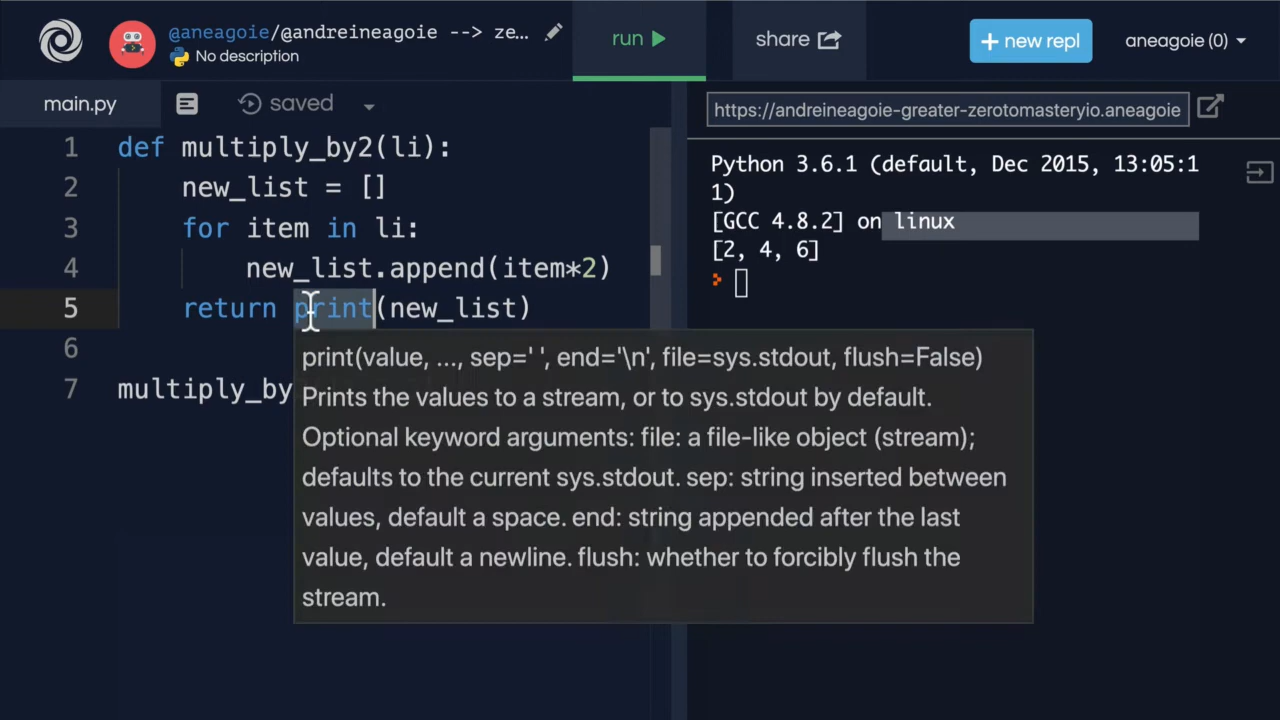 @aneagoie/@andreineagoie --> ze...
No description
run
share
+ new repl
aneagoie (0)
main.py
saved
https://andreineagoie-greater-zerotomasteryio.aneagoie
1 def multiply_by2(li):
2 new_list = []
3 for item in li:
4 new_list.append(item*2)
5 return print(new_list)
6
7 multiply_by
print(value, ..., sep=' ', end='\n', file=sys.stdout, flush=False)
Prints the values to a stream, or to sys.stdout by default.
Optional keyword arguments: file: a file-like object (stream);
defaults to the current sys.stdout. sep: string inserted between
values, default a space. end: string appended after the last
value, default a newline. flush: whether to forcibly flush the
stream.
Python 3.6.1 (default, Dec 2015, 13:05:1
1)
[GCC 4.8.2] on linux
[2, 4, 6]